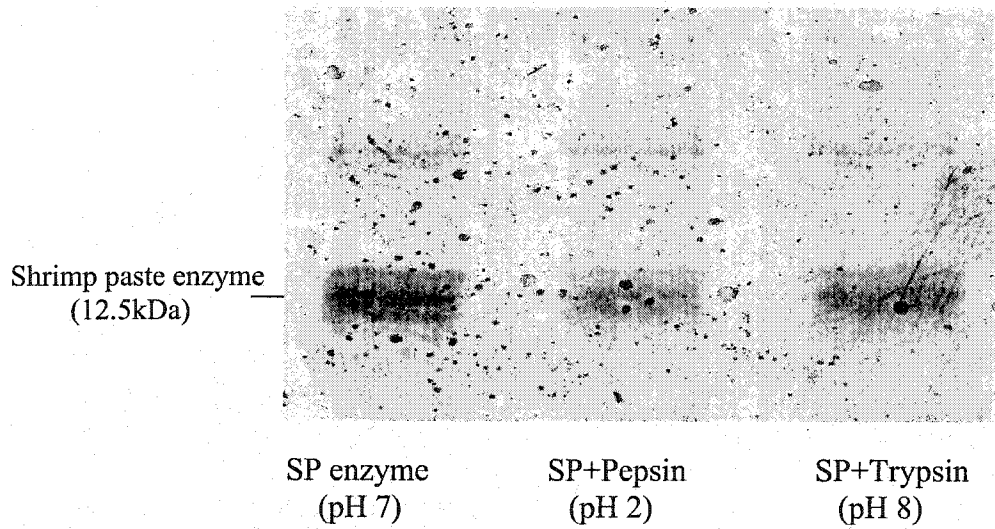 Shrimp paste enzyme
(12.5kDa)
SP enzyme
(pH 7)
SP+Pepsin
(pH 2)
SP+Trypsin
(pH 8)